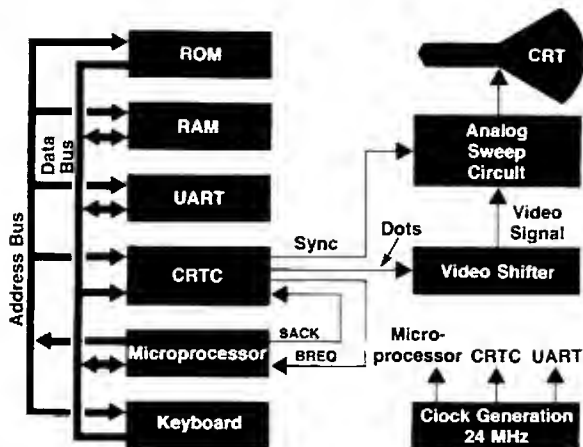 ROM
CRT
RAM
Analog
Sweep
Circuit
Data
Bus
UART
Address Bus
Sync
Dots
Video
Signal
CRTC
Video Shifter
SACK
Microprocessor
BREQ
Micro-
processor CRTC UART
Keyboard
Clock Generation
24 MHz